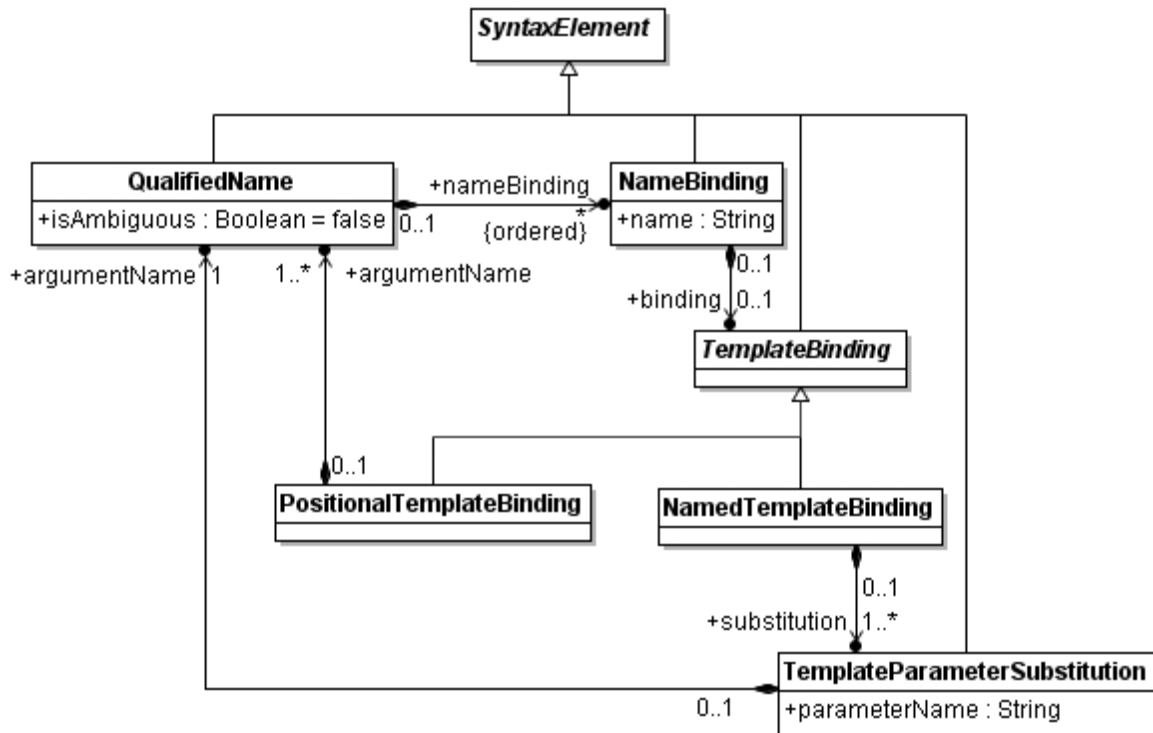 SyntaxElement
QualifiedName
+isAmbiguous : Boolean = false
+nameBinding
0..1
*
{ordered}
NameBinding
+name : String
+argumentName
1
1..*
+argumentName
0..1
+binding
0..1
TemplateBinding
0..1
PositionalTemplateBinding
NamedTemplateBinding
0..1
+substitution
1..*
TemplateParameterSubstitution
+parameterName : String
0..1